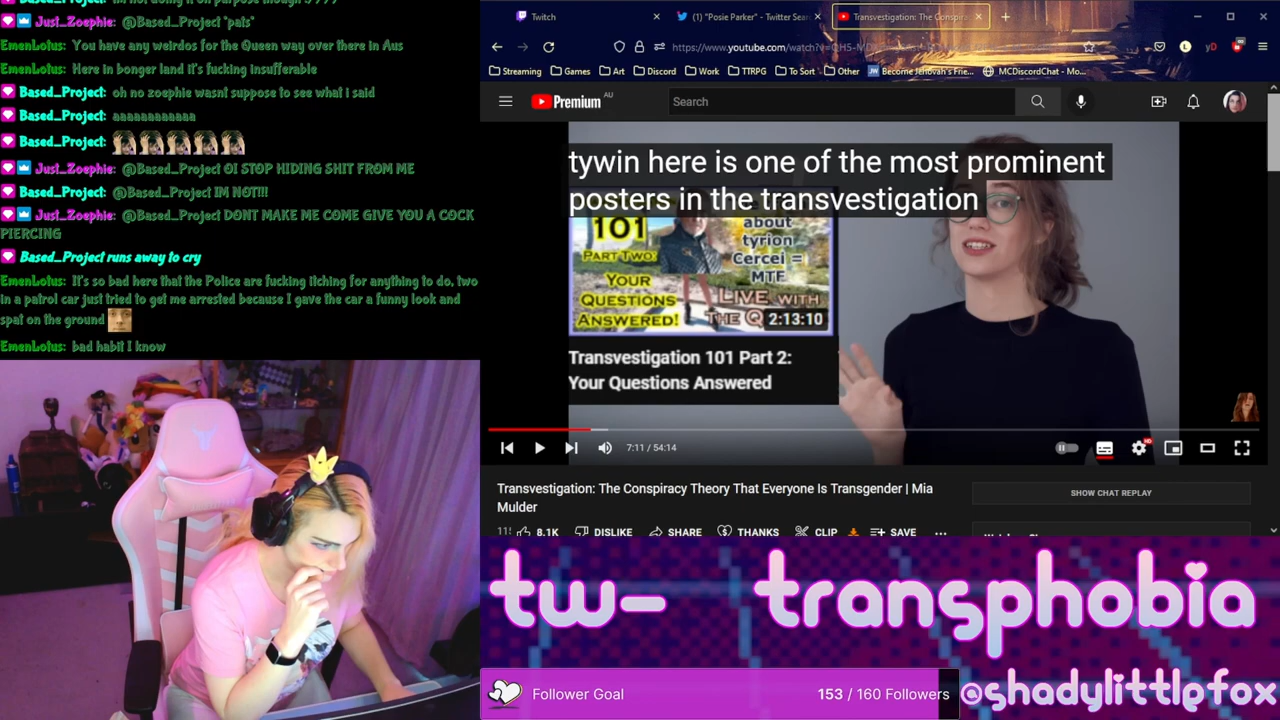 Just_Zoephie: @Based_Project *pats*
EmenLotus: You have any weirdos for the Queen way over there in Aus
EmenLotus: Here in bonger land it's fucking insufferable
Based_Project: oh no zoephie wasnt suppose to see what i said
Based_Project: aaaaaaaaaaaa
Based_Project:
Just_Zoephie: @Based_Project OI STOP HIDING SHIT FROM ME
Based_Project: @Based_Project IM NOT!!!
Just_Zoephie: @Based_Project DONT MAKE ME COME GIVE YOU A COCK
PIERCING
Based_Project runs away to cry
EmenLotus: It's so bad here that the Police are fucking itching for anything to do, two
in a patrol car just tried to get me arrested because I gave the car a funny look and
spat on the ground
EmenLotus: bad habit I know
Twitch
(1) "Posie Parker" - Twitter Sear
Transvestigation: The Conspira
https://www.youtube.com/watch?v=
Streaming Games Art Discord Work TTRPG To Sort Other Become Jehovah's Frie... MCDiscordChat - Mo...
Premium AU
Search
tywin here is one of the most prominent
posters in the transvestigation
101
PART TWO:
YOUR
QUESTIONS
ANSWERED!
about
tyrion
Cercei =
MTF
LIVE WITH
THE Q
2:13:10
Transvestigation 101 Part 2:
Your Questions Answered
7:11 / 54:14
HD
Transvestigation: The Conspiracy Theory That Everyone Is Transgender | Mia
Mulder
SHOW CHAT REPLAY
8.1K DISLIKE SHARE THANKS CLIP SAVE ...
tw- transphobia
Follower Goal 153 / 160 Followers
@shadylittlefox